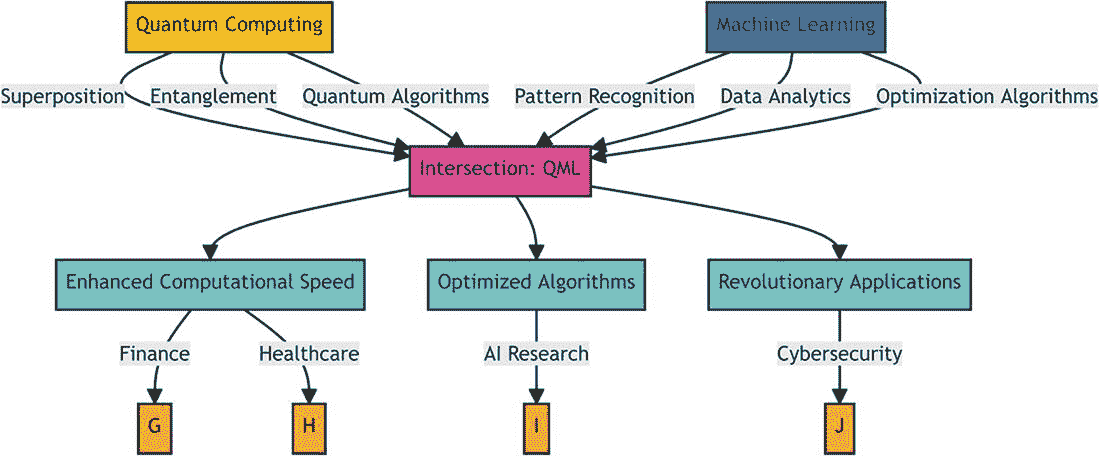 Quantum Computing
Machine Learning
Superposition
Entanglement
Quantum Algorithms
Pattern Recognition
Data Analytics
Optimization Algorithms
Intersection: QML
Enhanced Computational Speed
Optimized Algorithms
Revolutionary Applications
Finance
Healthcare
AI Research
Cybersecurity
G
H
I
J